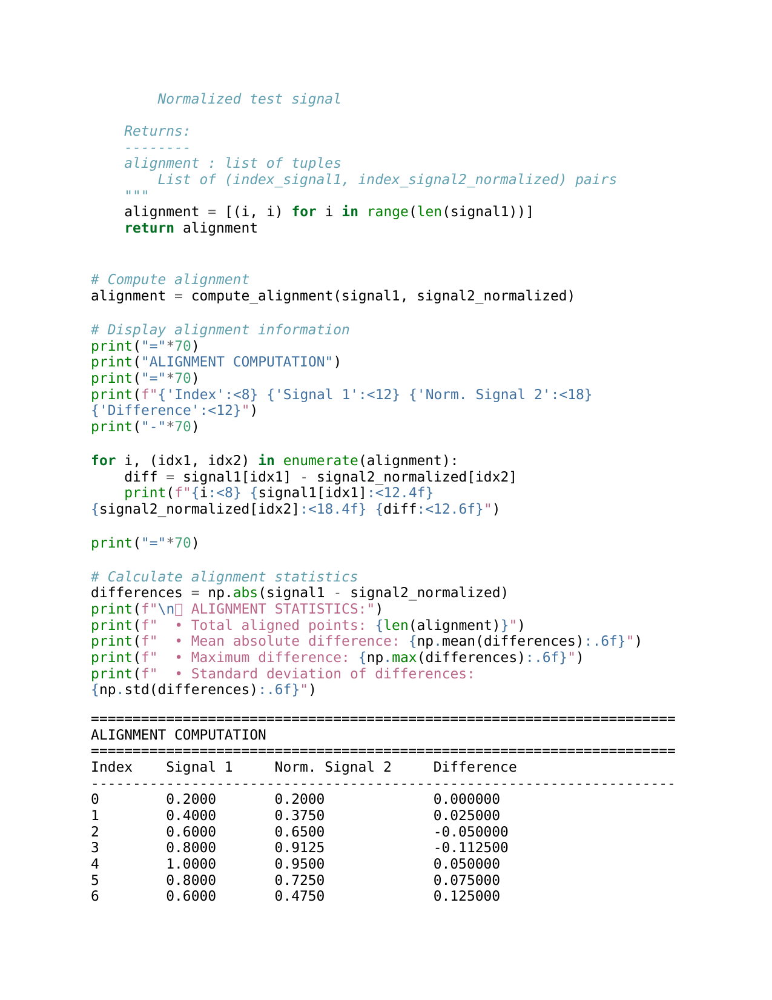 Normalized test signal

    Returns:
    --------
    alignment : list of tuples
        List of (index_signal1, index_signal2_normalized) pairs
    """
    alignment = [(i, i) for i in range(len(signal1))]
    return alignment


# Compute alignment
alignment = compute_alignment(signal1, signal2_normalized)

# Display alignment information
print("="*70)
print("ALIGNMENT COMPUTATION")
print("="*70)
print(f"{'Index':<8} {'Signal 1':<12} {'Norm. Signal 2':<18}
{'Difference':<12}")
print("-"*70)

for i, (idx1, idx2) in enumerate(alignment):
    diff = signal1[idx1] - signal2_normalized[idx2]
    print(f"{i:<8} {signal1[idx1]:<12.4f}
{signal2_normalized[idx2]:<18.4f} {diff:<12.6f}")

print("="*70)

# Calculate alignment statistics
differences = np.abs(signal1 - signal2_normalized)
print(f"\n▯ ALIGNMENT STATISTICS:")
print(f"  • Total aligned points: {len(alignment)}")
print(f"  • Mean absolute difference: {np.mean(differences):.6f}")
print(f"  • Maximum difference: {np.max(differences):.6f}")
print(f"  • Standard deviation of differences:
{np.std(differences):.6f}")

======================================================================
ALIGNMENT COMPUTATION
======================================================================
Index    Signal 1     Norm. Signal 2     Difference
----------------------------------------------------------------------
0        0.2000       0.2000             0.000000
1        0.4000       0.3750             0.025000
2        0.6000       0.6500             -0.050000
3        0.8000       0.9125             -0.112500
4        1.0000       0.9500             0.050000
5        0.8000       0.7250             0.075000
6        0.6000       0.4750             0.125000